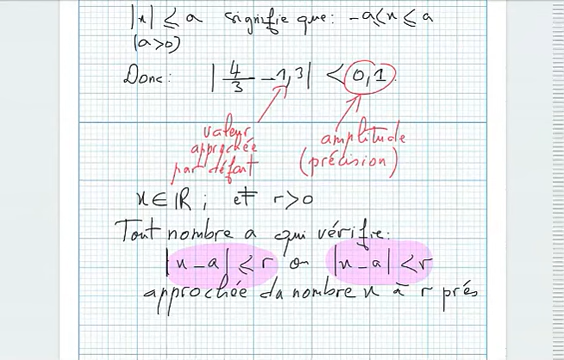 |x| ⩽ a signifie que: -a⩽x⩽a
(a>0)
Donc: | 4/3 - 1,3 | < 0,1
valeur approchée par défaut
amplitude (précision)
x ∈ ℝ ; et r>0
Tout nombre a qui vérifie:
|x - a| ⩽ r ou |x - a| < r
approchée du nombre x à r prés